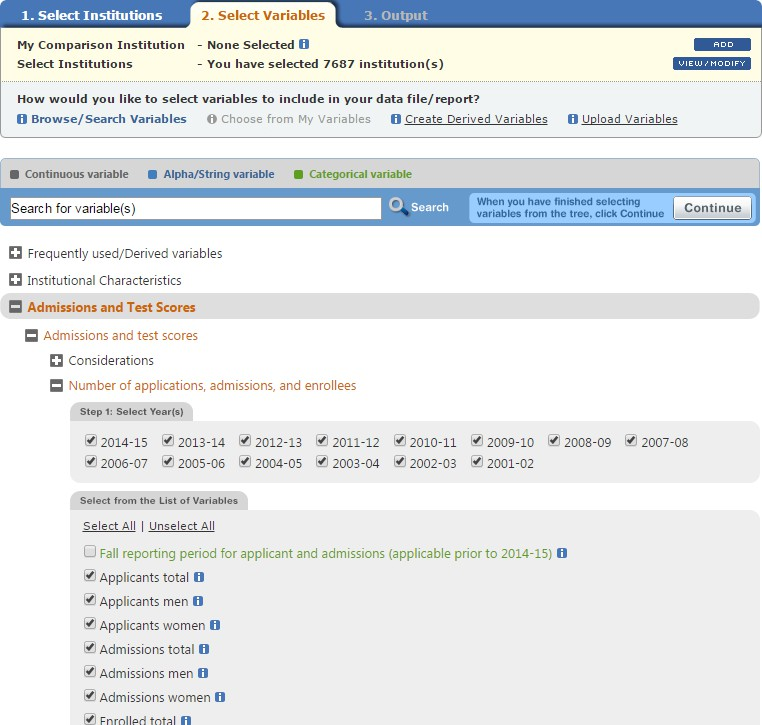 1. Select Institutions 2. Select Variables 3. Output
My Comparison Institution - None Selected ADD
Select Institutions - You have selected 7687 institution(s) VIEW/MODIFY
How would you like to select variables to include in your data file/report?
Browse/Search Variables Choose from My Variables Create Derived Variables Upload Variables
Continuous variable Alpha/String variable Categorical variable
Search for variable(s) Search When you have finished selecting
variables from the tree, click Continue Continue
Frequently used/Derived variables
Institutional Characteristics
Admissions and Test Scores
Admissions and test scores
Considerations
Number of applications, admissions, and enrollees
Step 1: Select Year(s)
2014-15 2013-14 2012-13 2011-12 2010-11 2009-10 2008-09 2007-08
2006-07 2005-06 2004-05 2003-04 2002-03 2001-02
Select from the List of Variables
Select All | Unselect All
Fall reporting period for applicant and admissions (applicable prior to 2014-15)
Applicants total
Applicants men
Applicants women
Admissions total
Admissions men
Admissions women
Enrolled total